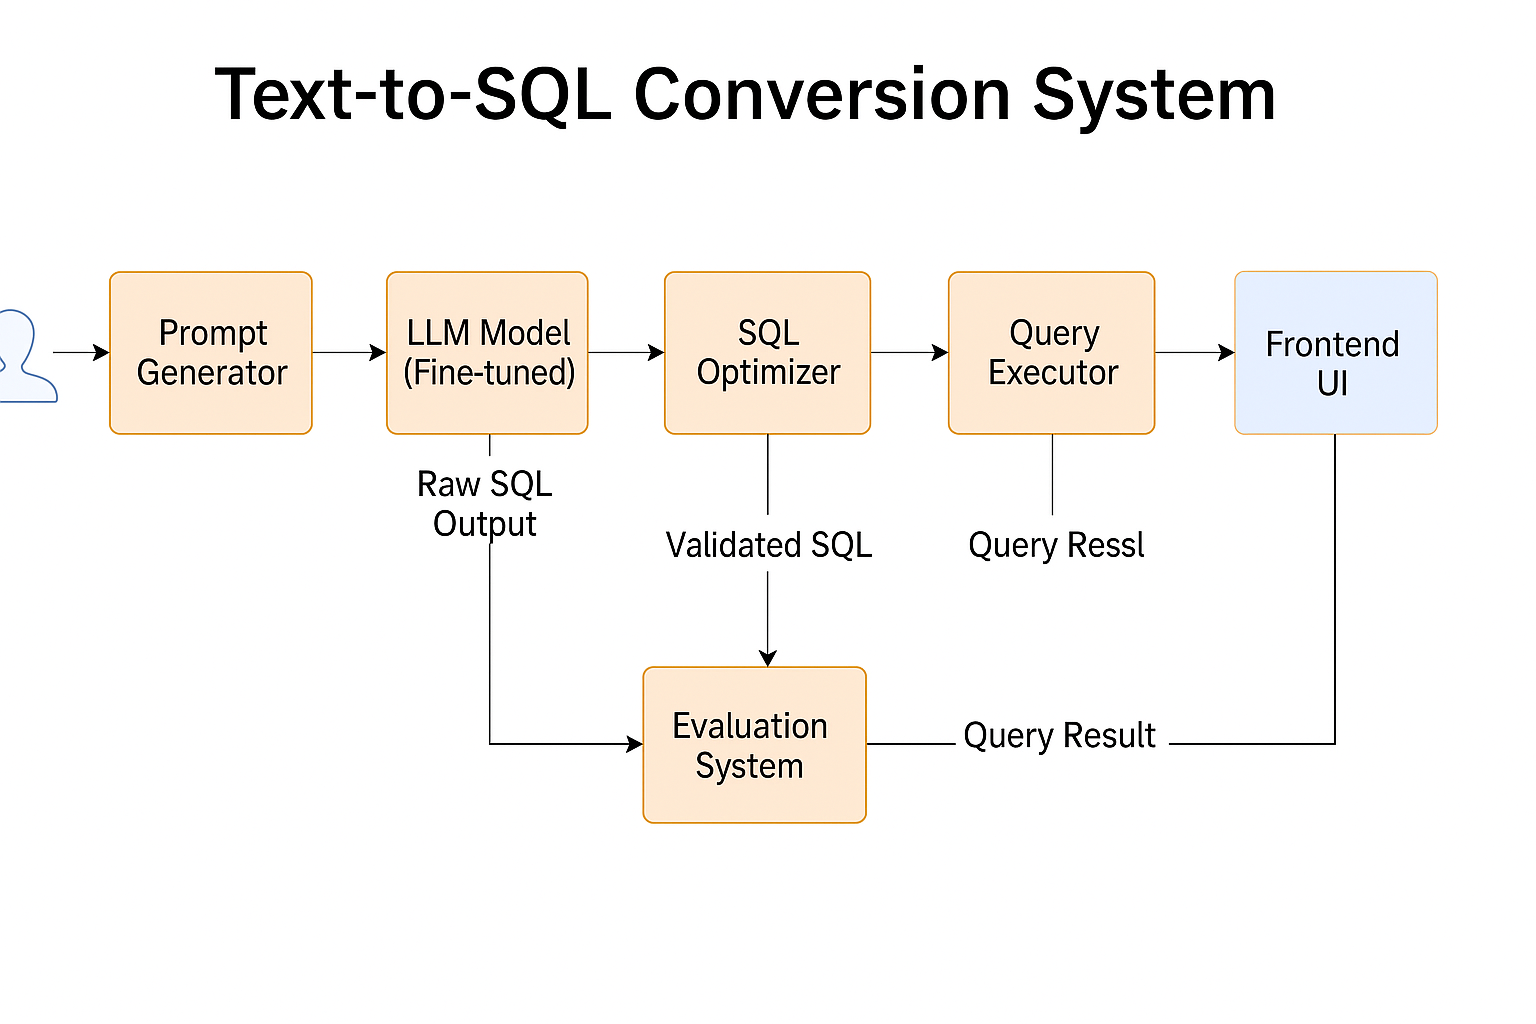 Text-to-SQL Conversion System
Prompt
Generator
LLM Model
(Fine-tuned)
SQL
Optimizer
Query
Executor
Frontend
UI
Raw SQL
Output
Validated SQL
Query Ressl
Evaluation
System
Query Result